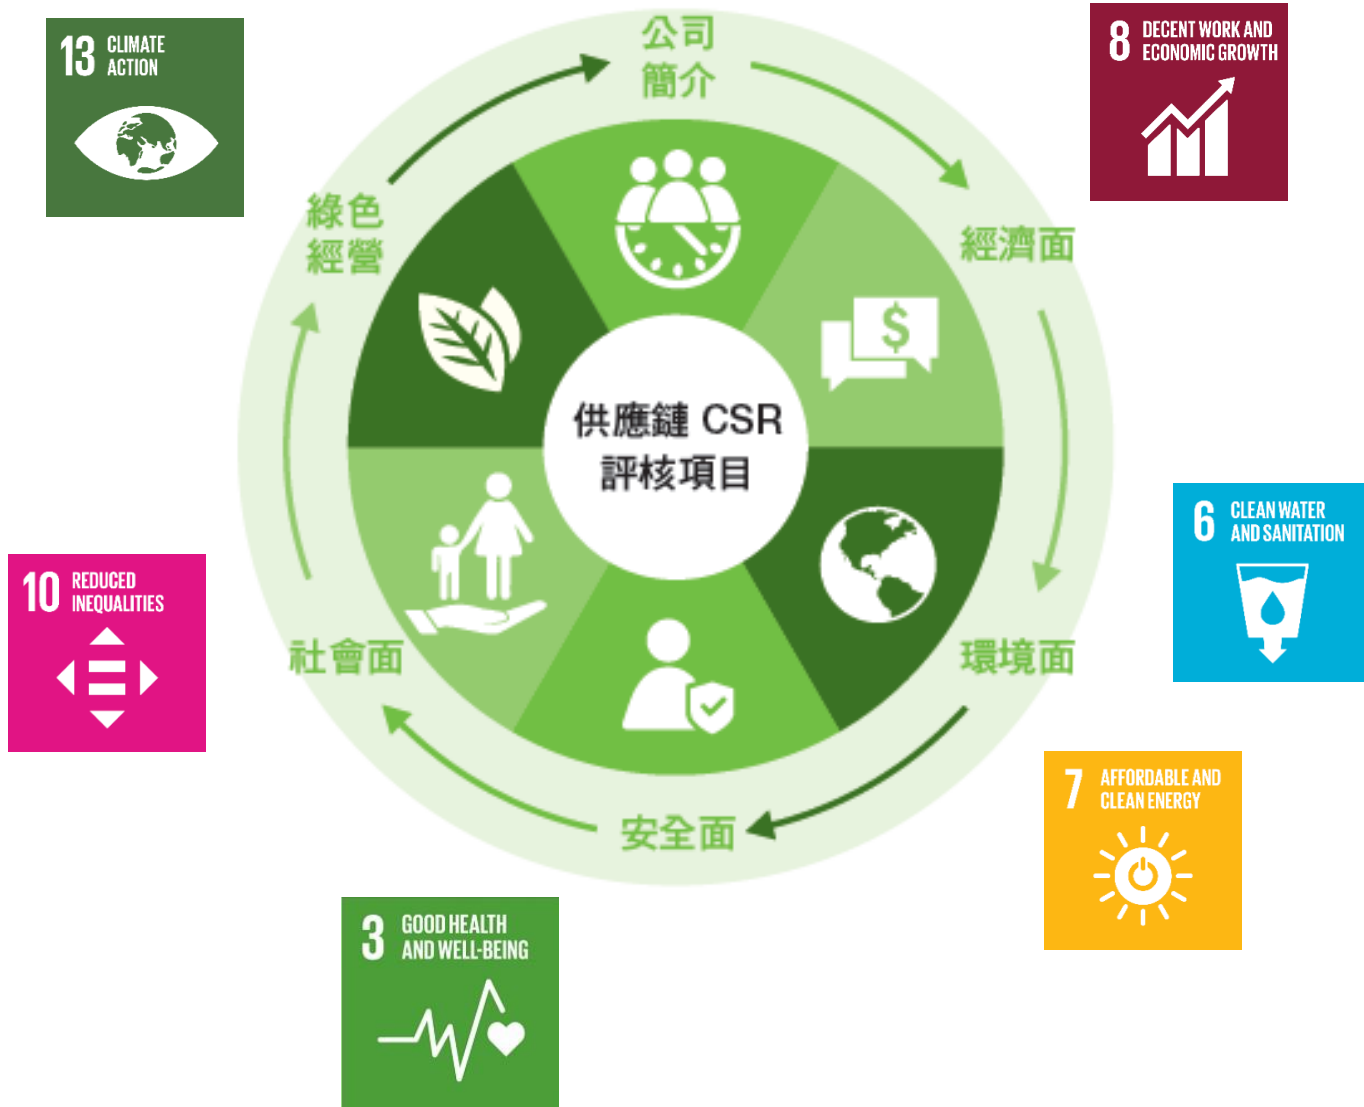 13 CLIMATE
ACTION
公司
簡介
8 DECENT WORK AND
ECONOMIC GROWTH
綠色
經營
經濟面
$
供應鏈 CSR
評核項目
6 CLEAN WATER
AND SANITATION
10 REDUCED
INEQUALITIES
社會面
環境面
7 AFFORDABLE AND
CLEAN ENERGY
安全面
3 GOOD HEALTH
AND WELL-BEING